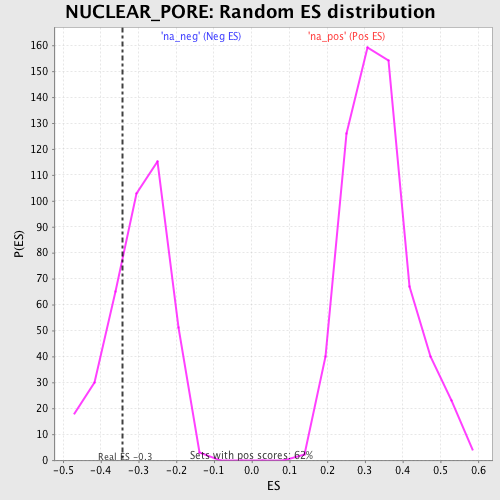 NUCLEAR_PORE: Random ES distribution
'na_neg' (Neg ES) 'na_pos' (Pos ES)
160
150
140
130
120
110
100
90
80
70
60
50
40
30
20
10
0
P(ES)
Real ES -0.3 Sets with pos scores: 62%
-0.5 -0.4 -0.3 -0.2 -0.1 0.0 0.1 0.2 0.3 0.4 0.5 0.6
ES